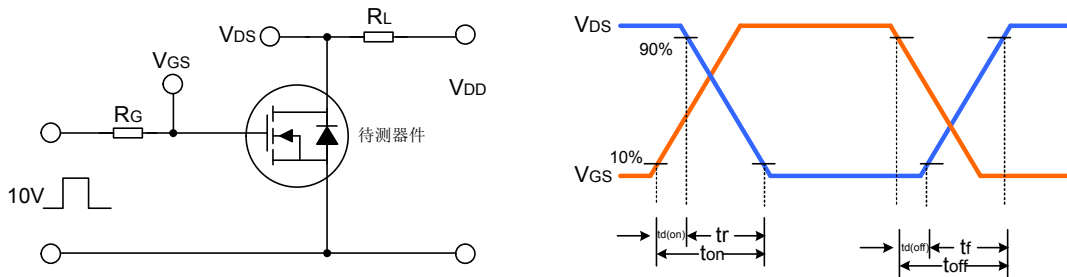 VDS
RL
VGS
VDD
RG
待测器件
10V
VDS
90%
10%
VGS
td(on)
tr
ton
td(off)
tf
toff